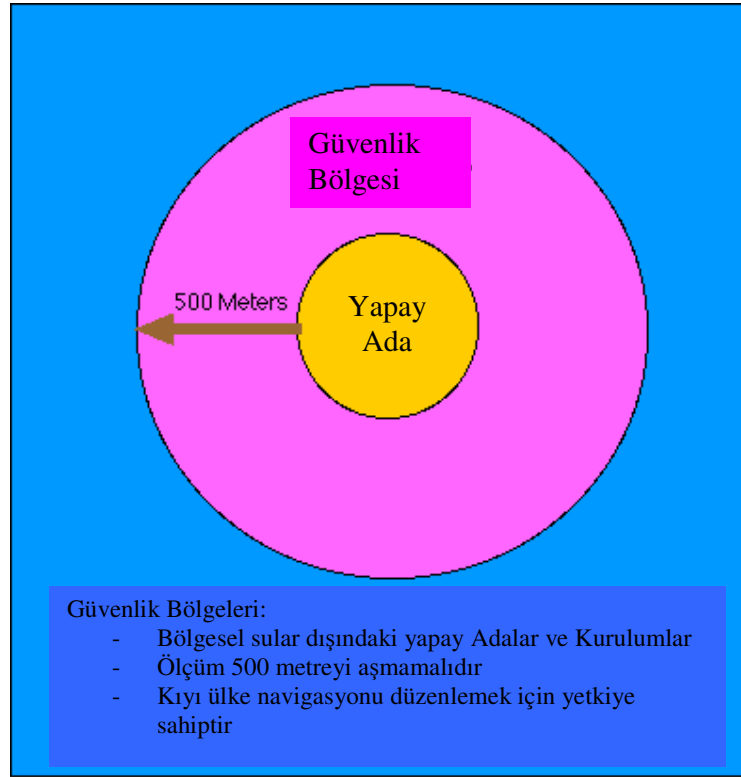 Güvenlik
Bölgesi
500 Meters
Yapay
Ada
Güvenlik Bölgeleri:
- Bölgesel sular dışındaki yapay Adalar ve Kurulumlar
- Ölçüm 500 metreyi aşmamalıdır
- Kıyı ülke navigasyonu düzenlemek için yetkiye
sahiptir